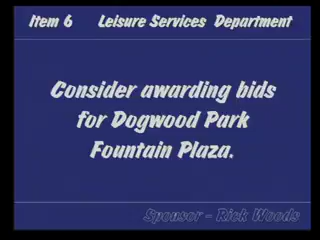 Item 6 Leisure Services Department
Consider awarding bids
for Dogwood Park
Fountain Plaza.
Sponsor - Rick Woods